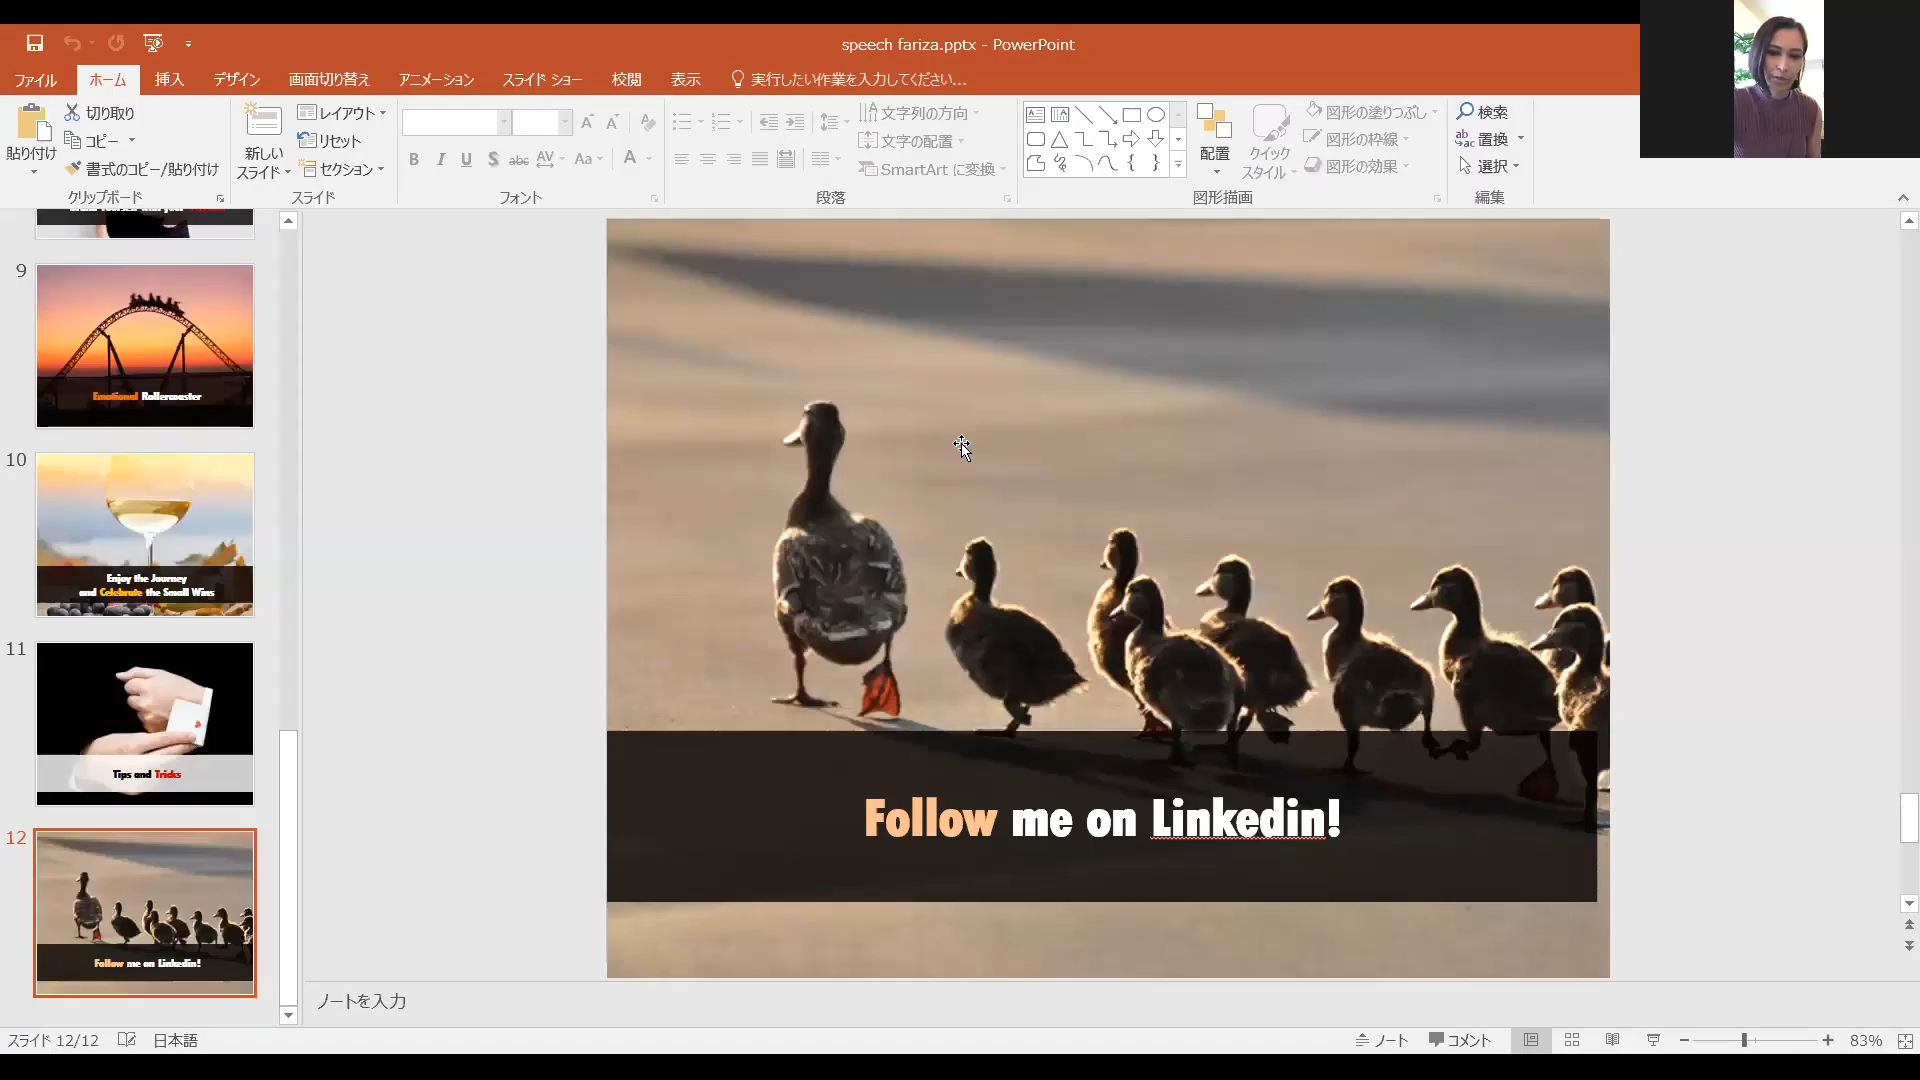 speech fariza.pptx - PowerPoint
ファイル ホーム 挿入 デザイン 画面切り替え アニメーション スライド ショー 校閲 表示 実行したい作業を入力してください...
貼り付け
切り取り
コピー
書式のコピー/貼り付け
クリップボード
新しい
スライド
レイアウト
リセット
セクション
スライド
B I U S abc AV Aa A
フォント
文字列の方向
文字の配置
SmartArt に変換
段落
配置
クイック
スタイル
図形の塗りつぶし
図形の枠線
図形の効果
図形描画
検索
置換
選択
編集
9
Emotional Rollercoaster
10
Enjoy the Journey
and Celebrate the Small Wins
11
Tips and Tricks
12
Follow me on Linkedin!
Follow me on Linkedin!
ノートを入力
スライド 12/12 日本語 ノート コメント 83%